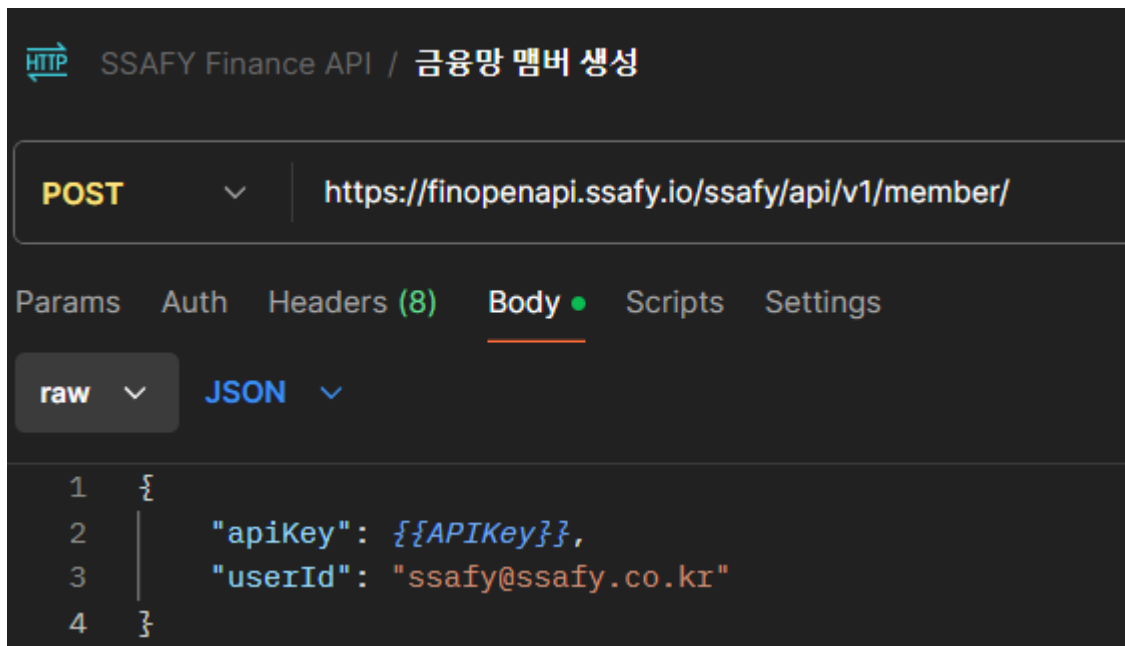 HTTP SSAFY Finance API / 금융망 맴버 생성
POST https://finopenapi.ssafy.io/ssafy/api/v1/member/
Params Auth Headers (8) Body Scripts Settings
raw JSON
1 {
2 "apiKey": {{APIKey}},
3 "userId": "ssafy@ssafy.co.kr"
4 }